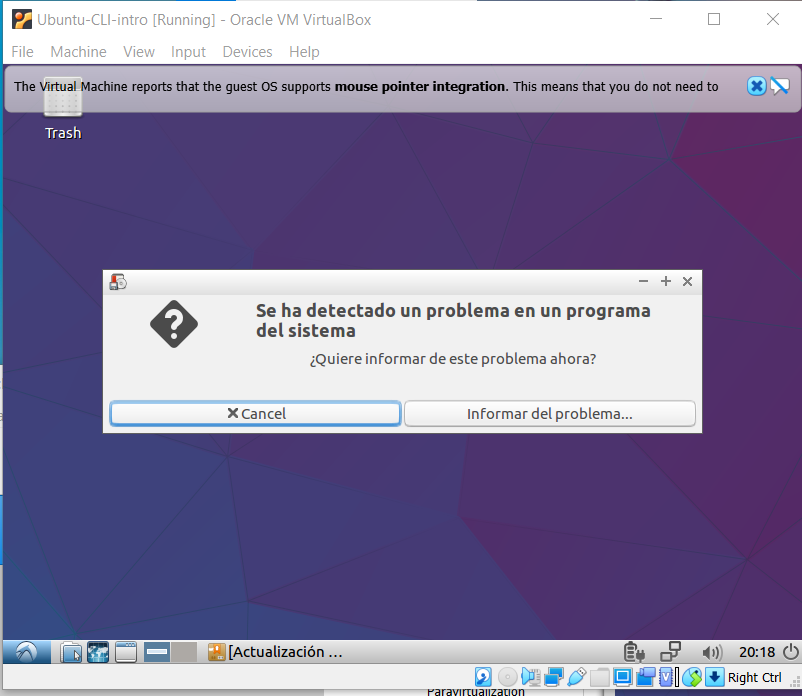 Ubuntu-CLI-intro [Running] - Oracle VM VirtualBox
File Machine View Input Devices Help
The Virtual Machine reports that the guest OS supports mouse pointer integration. This means that you do not need to
Trash
Se ha detectado un problema en un programa
del sistema
¿Quiere informar de este problema ahora?
Cancel
Informar del problema...
[Actualización ...
20:18
Right Ctrl
Paravirtualization